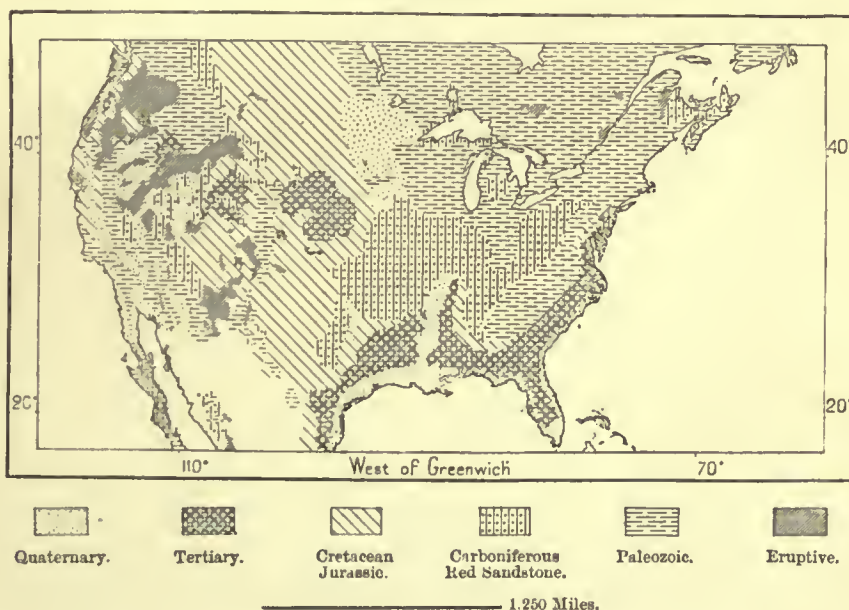 40°
40°
20°
20°
110°
West of Greenwich
70°
Quaternary.
Tertiary.
Cretacean
Jurassic.
Carboniferous
Red Sandstone.
Paleozoic.
Eruptive.
1,250 Miles.